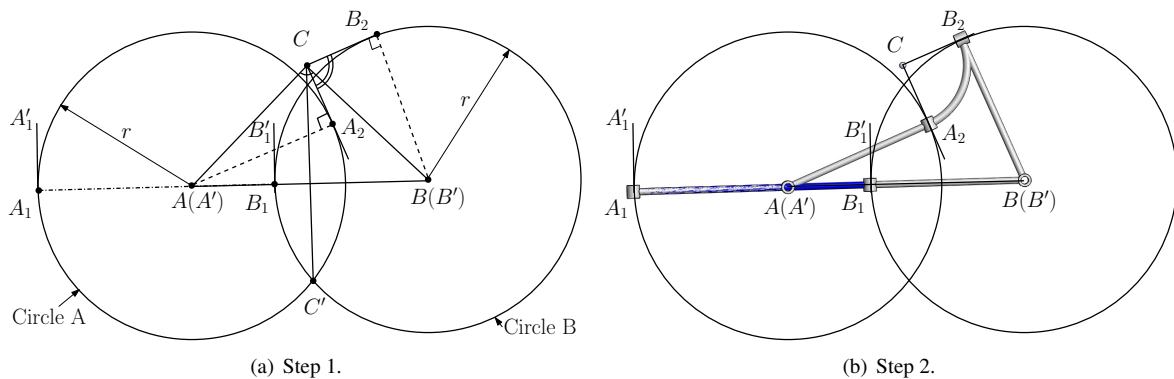 C
B₂
r
r
A′₁
B′₁
A₂
A₁
A(A′)
B₁
B(B′)
C′
Circle A
Circle B
(a) Step 1.
B₂
C
A′₁
B′₁
A₂
A₁
A(A′)
B₁
B(B′)
(b) Step 2.